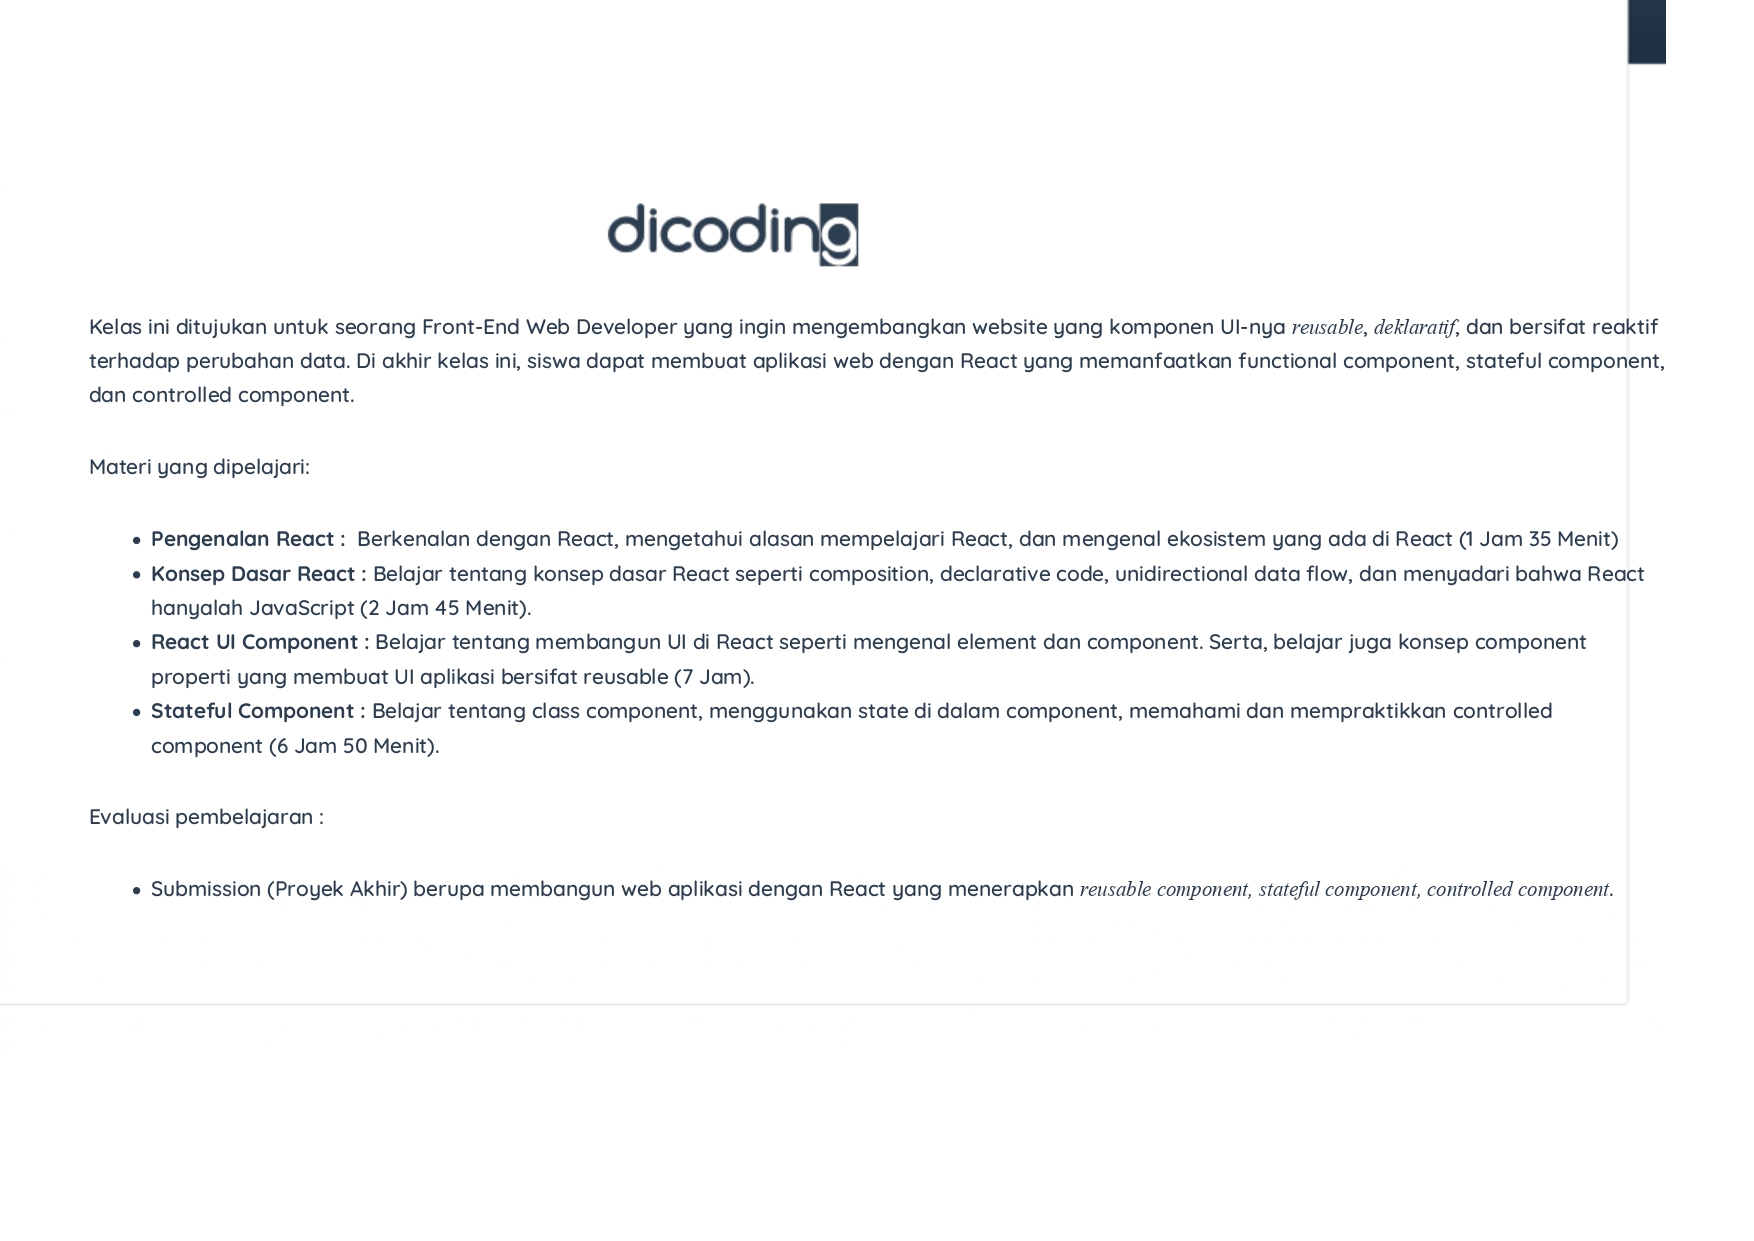 dicoding
Kelas ini ditujukan untuk seorang Front-End Web Developer yang ingin mengembangkan website yang komponen UI-nya reusable, deklaratif, dan bersifat reaktif
terhadap perubahan data. Di akhir kelas ini, siswa dapat membuat aplikasi web dengan React yang memanfaatkan functional component, stateful component,
dan controlled component.
Materi yang dipelajari:
• Pengenalan React :  Berkenalan dengan React, mengetahui alasan mempelajari React, dan mengenal ekosistem yang ada di React (1 Jam 35 Menit)
• Konsep Dasar React : Belajar tentang konsep dasar React seperti composition, declarative code, unidirectional data flow, dan menyadari bahwa React
hanyalah JavaScript (2 Jam 45 Menit).
• React UI Component : Belajar tentang membangun UI di React seperti mengenal element dan component. Serta, belajar juga konsep component
properti yang membuat UI aplikasi bersifat reusable (7 Jam).
• Stateful Component : Belajar tentang class component, menggunakan state di dalam component, memahami dan mempraktikkan controlled
component (6 Jam 50 Menit).
Evaluasi pembelajaran :
• Submission (Proyek Akhir) berupa membangun web aplikasi dengan React yang menerapkan reusable component, stateful component, controlled component.